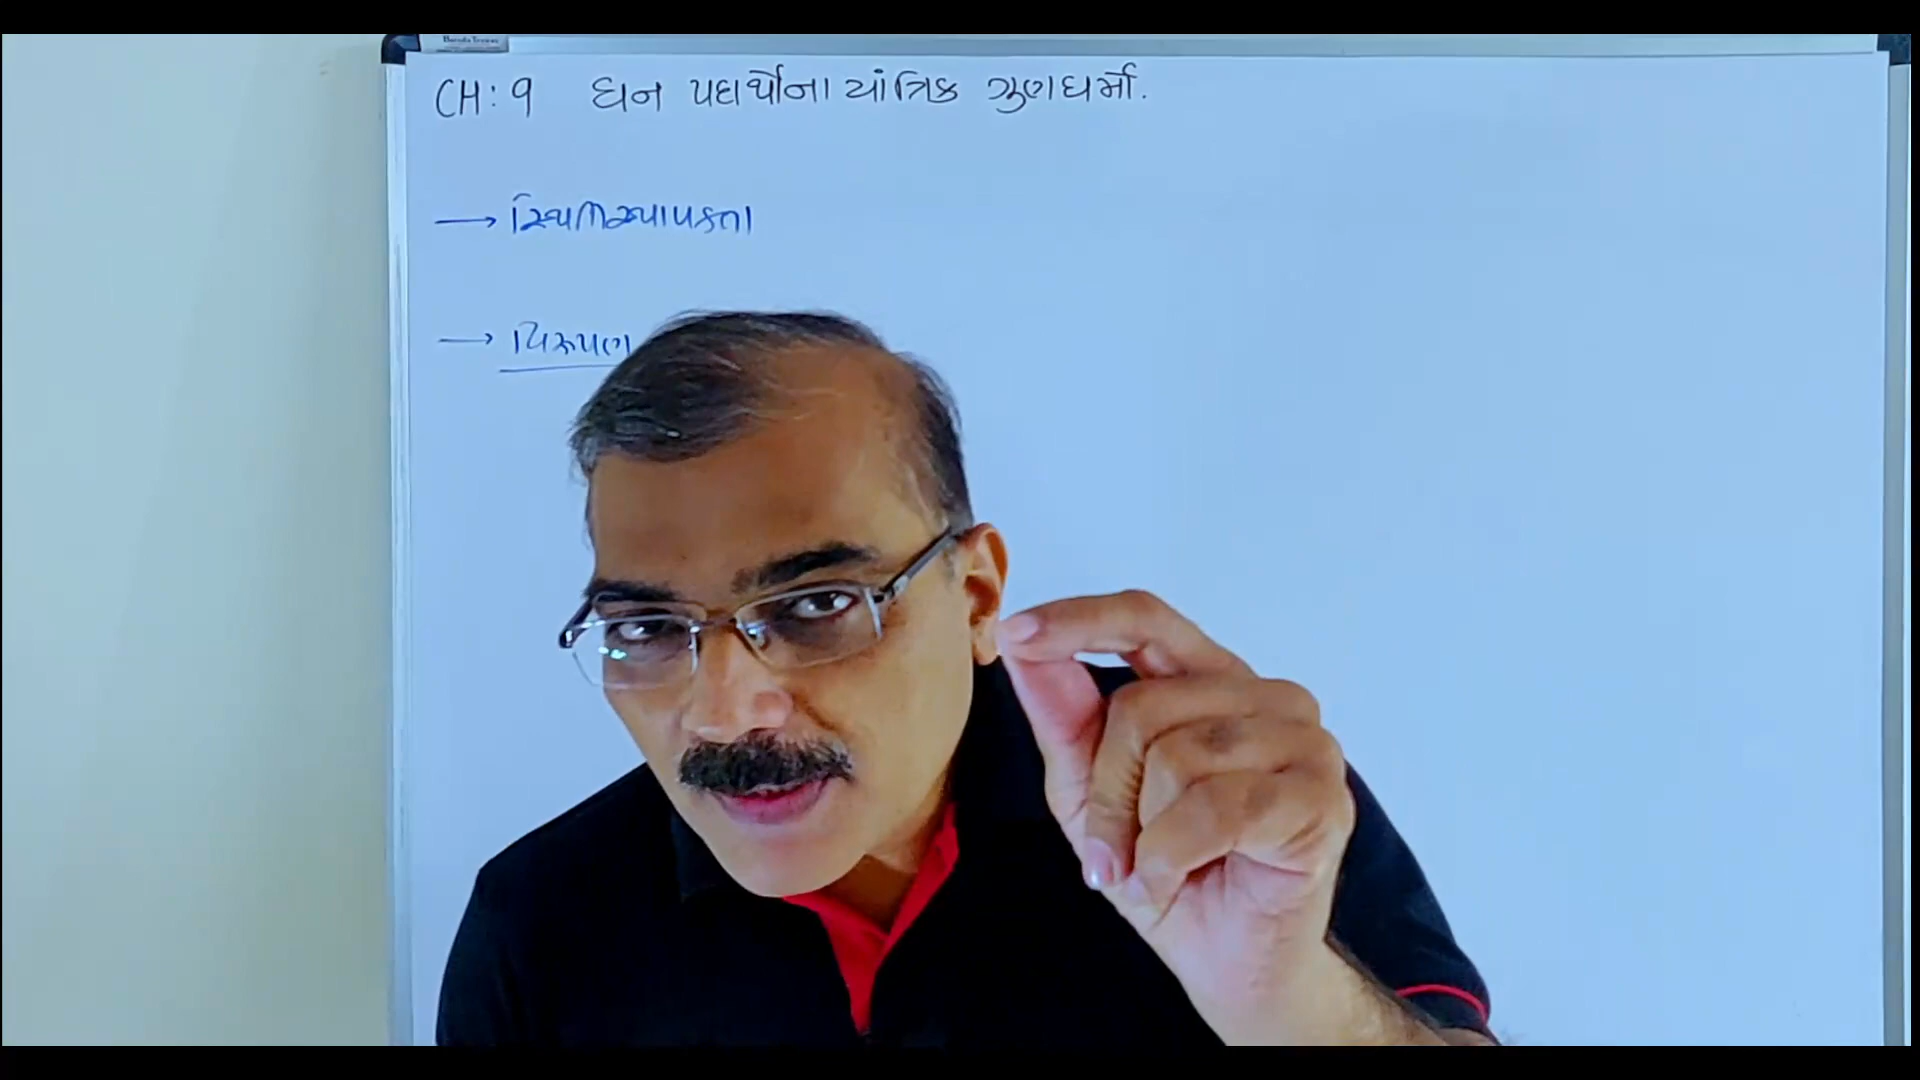 CH: 9 ઘન પદાર્થોના યાંત્રિક ગુણધર્મો.
→ સ્થિતિસ્થાપકતા
→ વિરૂપણ